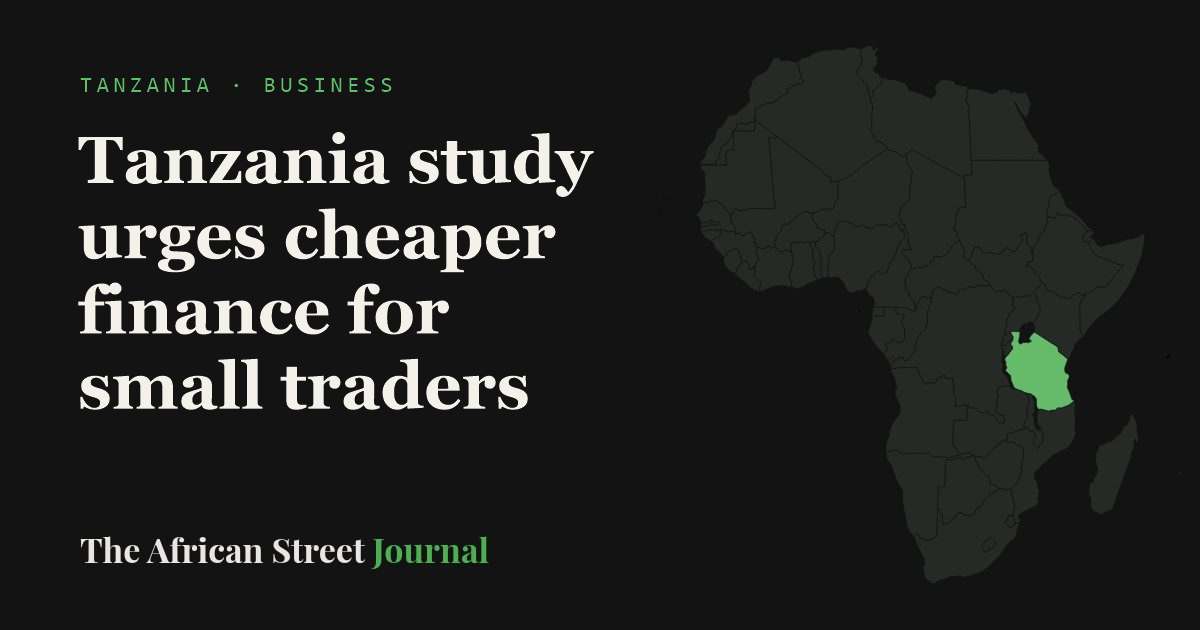 TANZANIA · BUSINESS
Tanzania study
urges cheaper
finance for
small traders
The African Street Journal